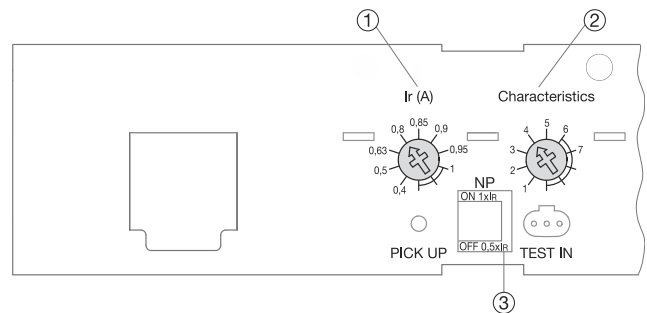 1 2
Ir (A) Characteristics
0,4 0,5 0,63 0,8 0,85 0,9 0,95 1
1 2 3 4 5 6 7
NP
ON 1xIR
OFF 0,5xIR
PICK UP
TEST IN
3